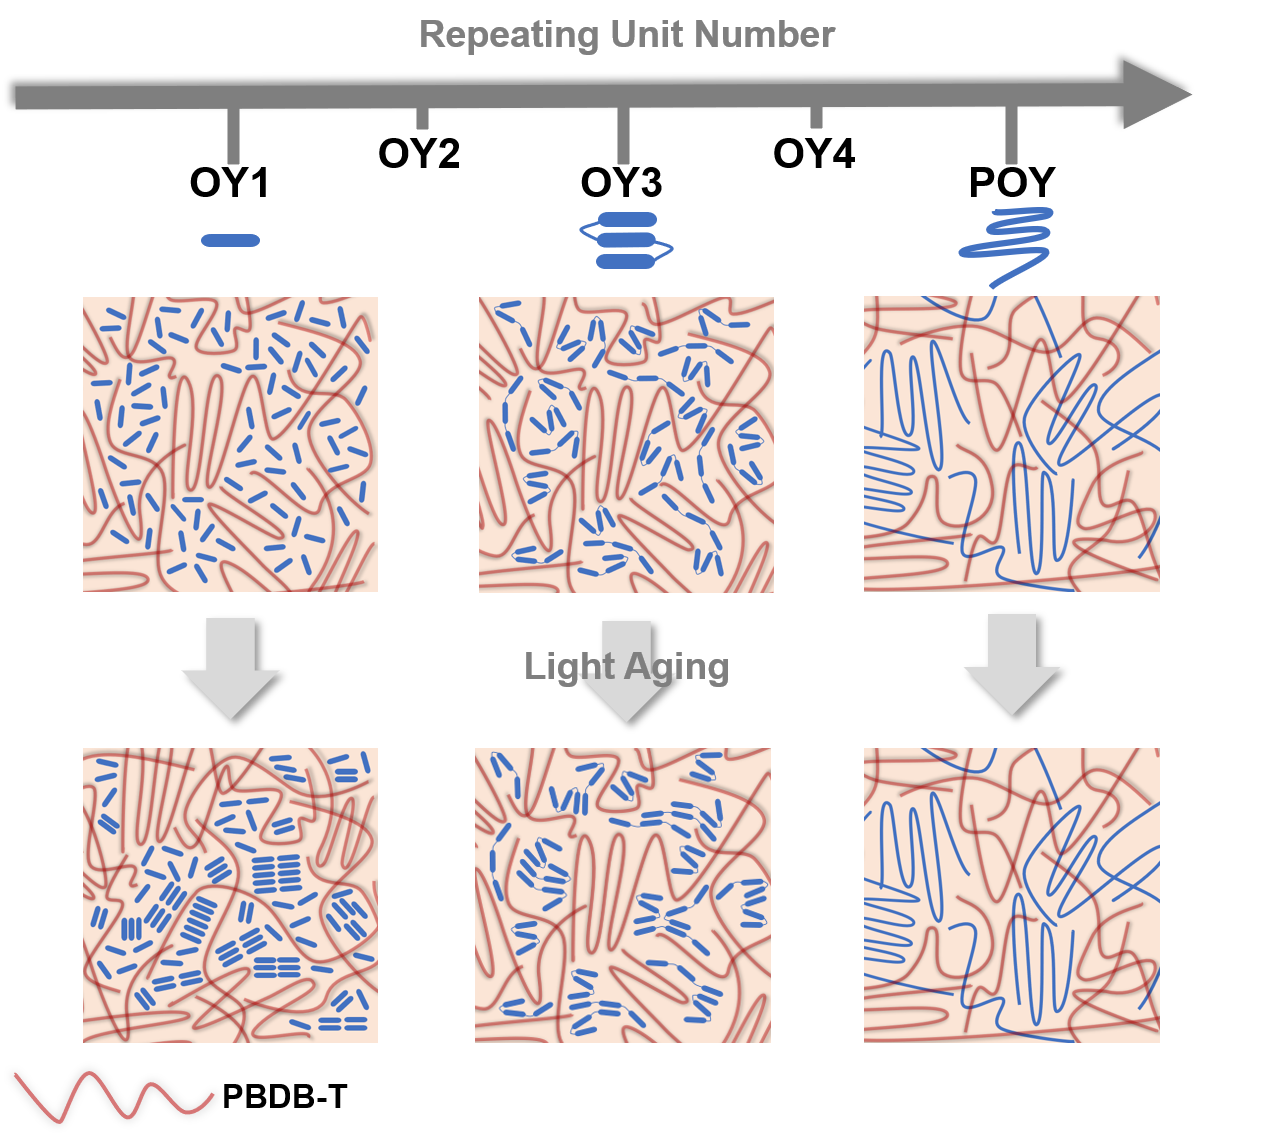 Repeating Unit Number
OY1
OY2
OY3
OY4
POY
Light Aging
PBDB-T